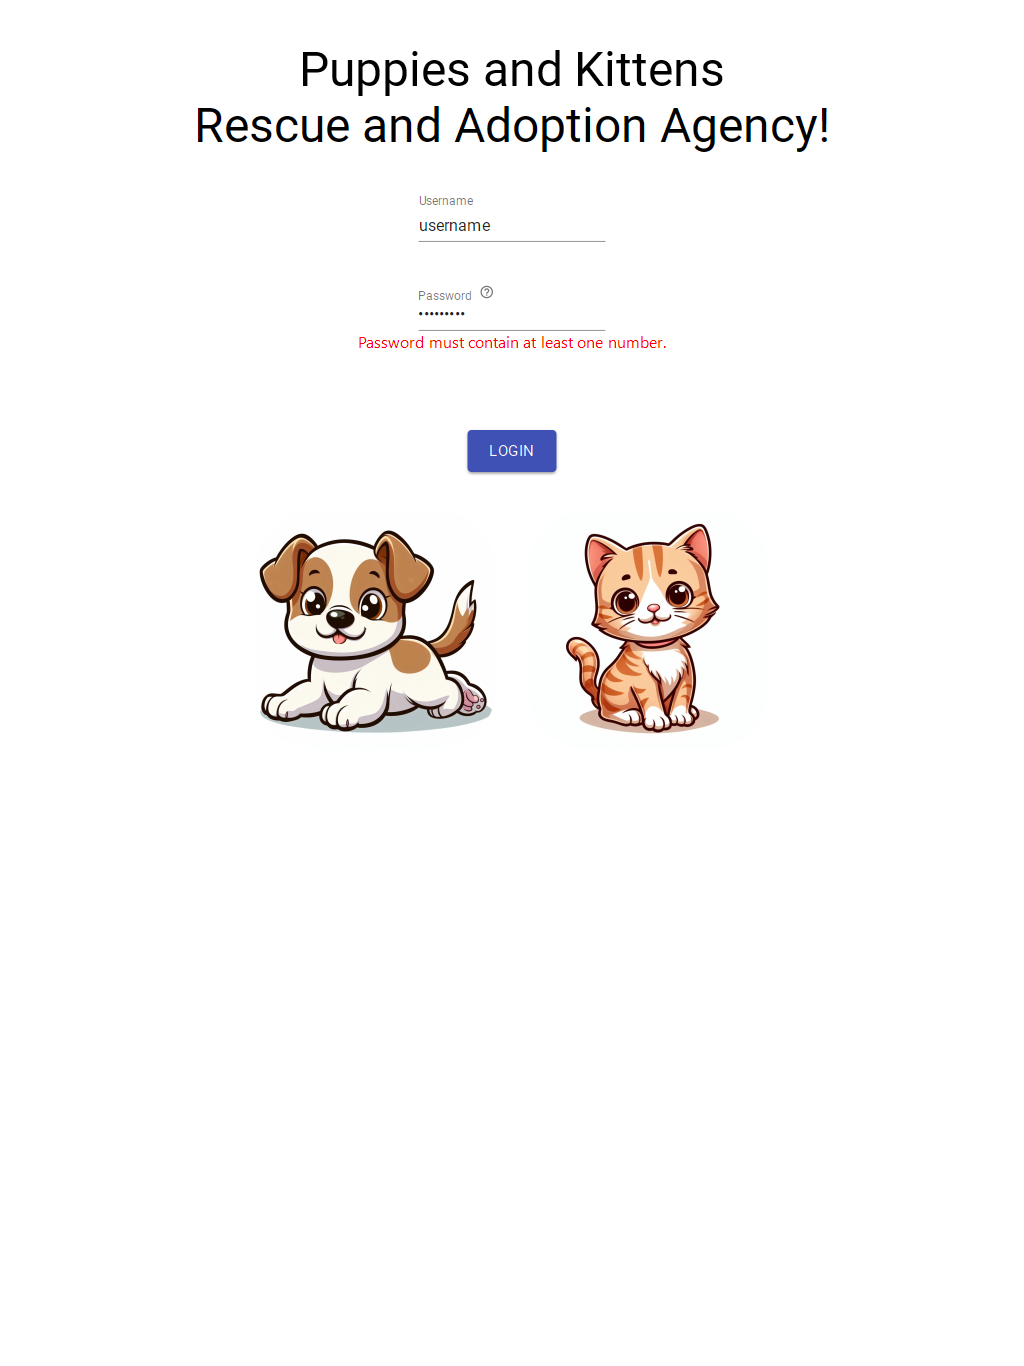 Puppies and Kittens
Rescue and Adoption Agency!
Username
username
Password
•••••••••
Password must contain at least one number.
LOGIN